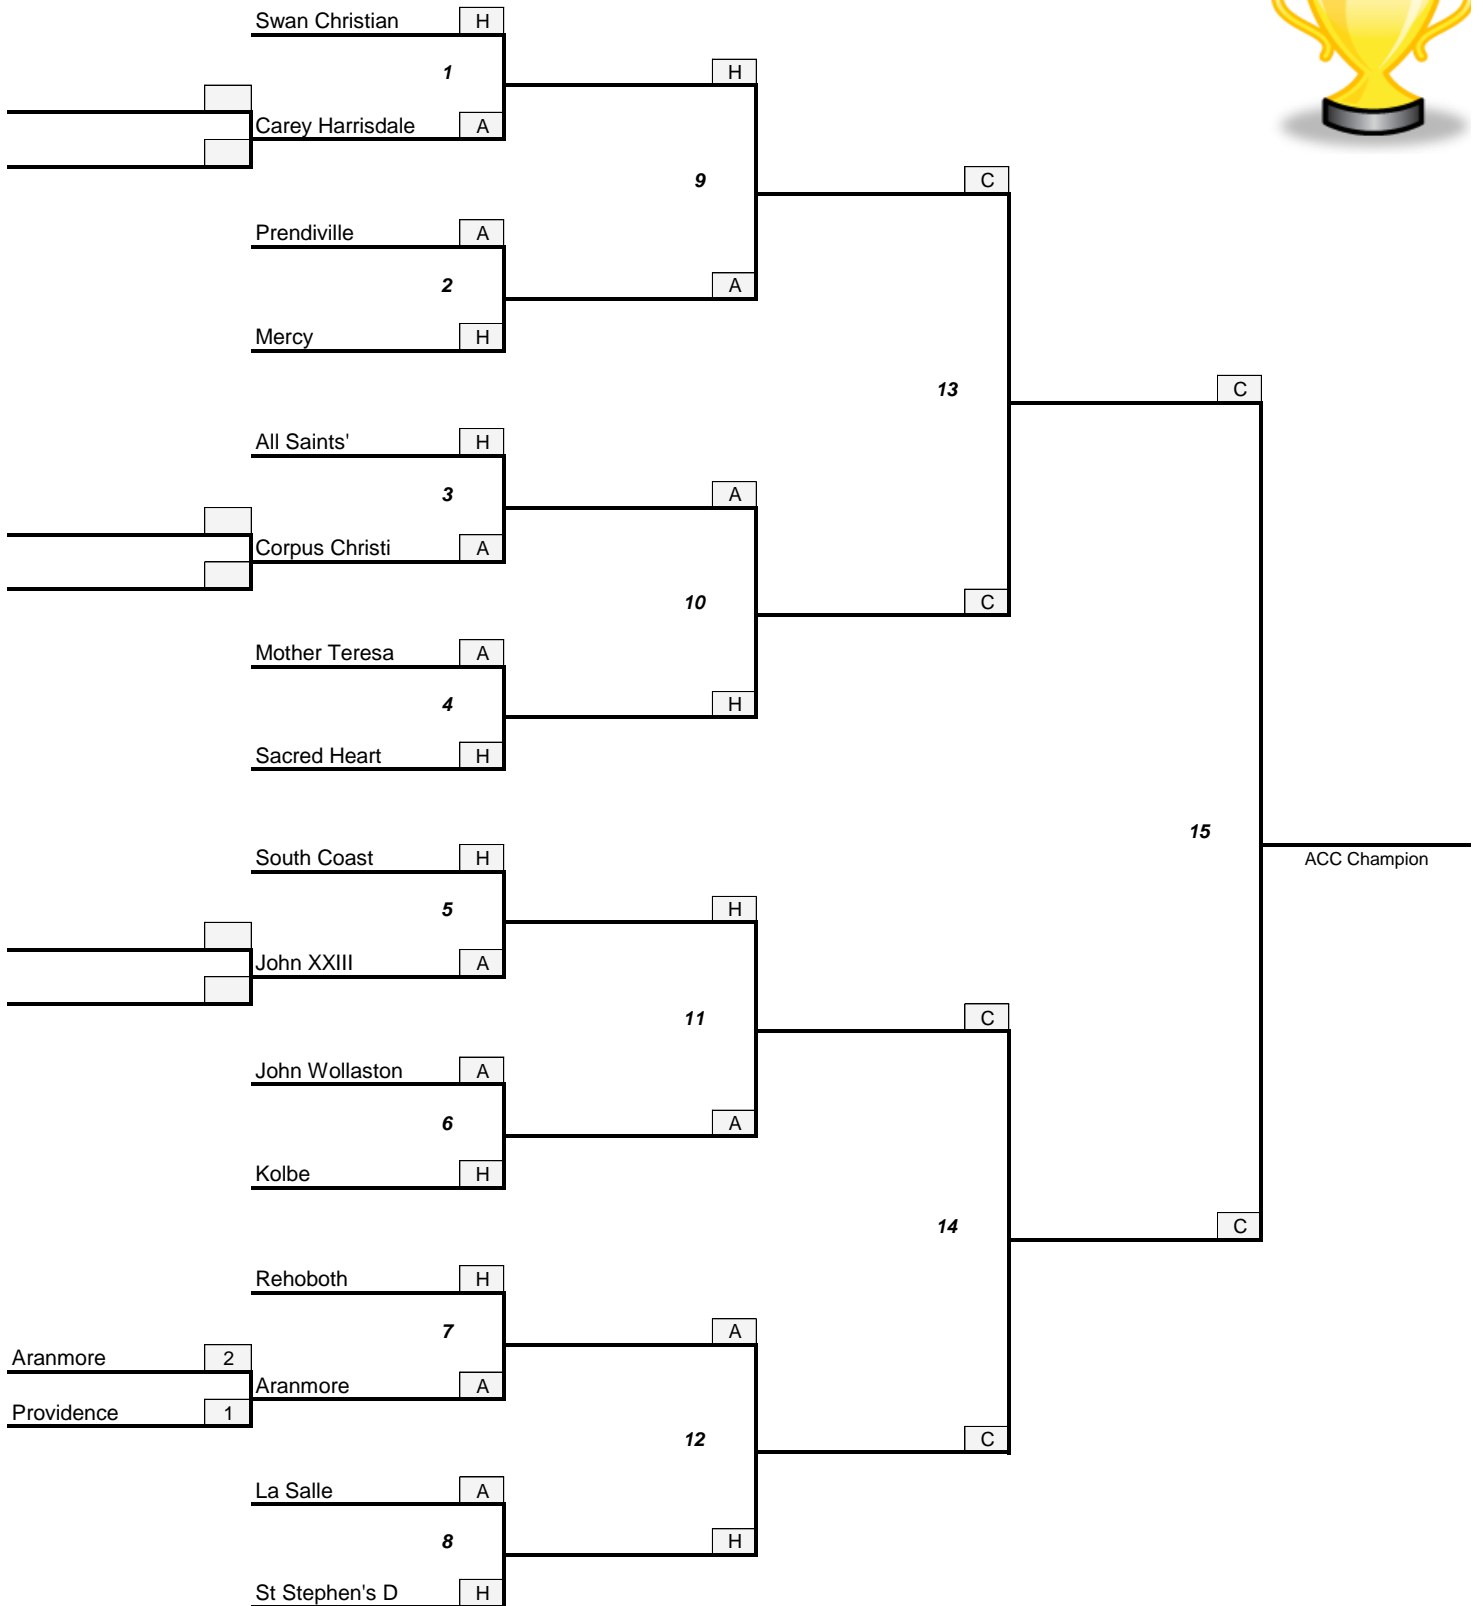 Swan Christian H
1
H
Carey Harrisdale A
9
C
Prendiville A
2
A
Mercy H
13
C
All Saints' H
3
A
Corpus Christi A
10
C
Mother Teresa A
4
H
Sacred Heart H
15
ACC Champion
South Coast H
5
H
John XXIII A
11
C
John Wollaston A
6
A
Kolbe H
14
C
Rehoboth H
7
A
Aranmore 2
Aranmore A
Providence 1
12
C
La Salle A
8
H
St Stephen's D H